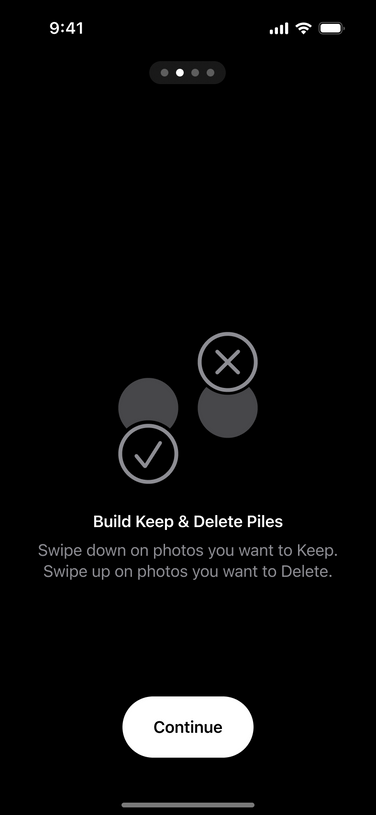 9:41
Build Keep & Delete Piles
Swipe down on photos you want to Keep.
Swipe up on photos you want to Delete.
Continue